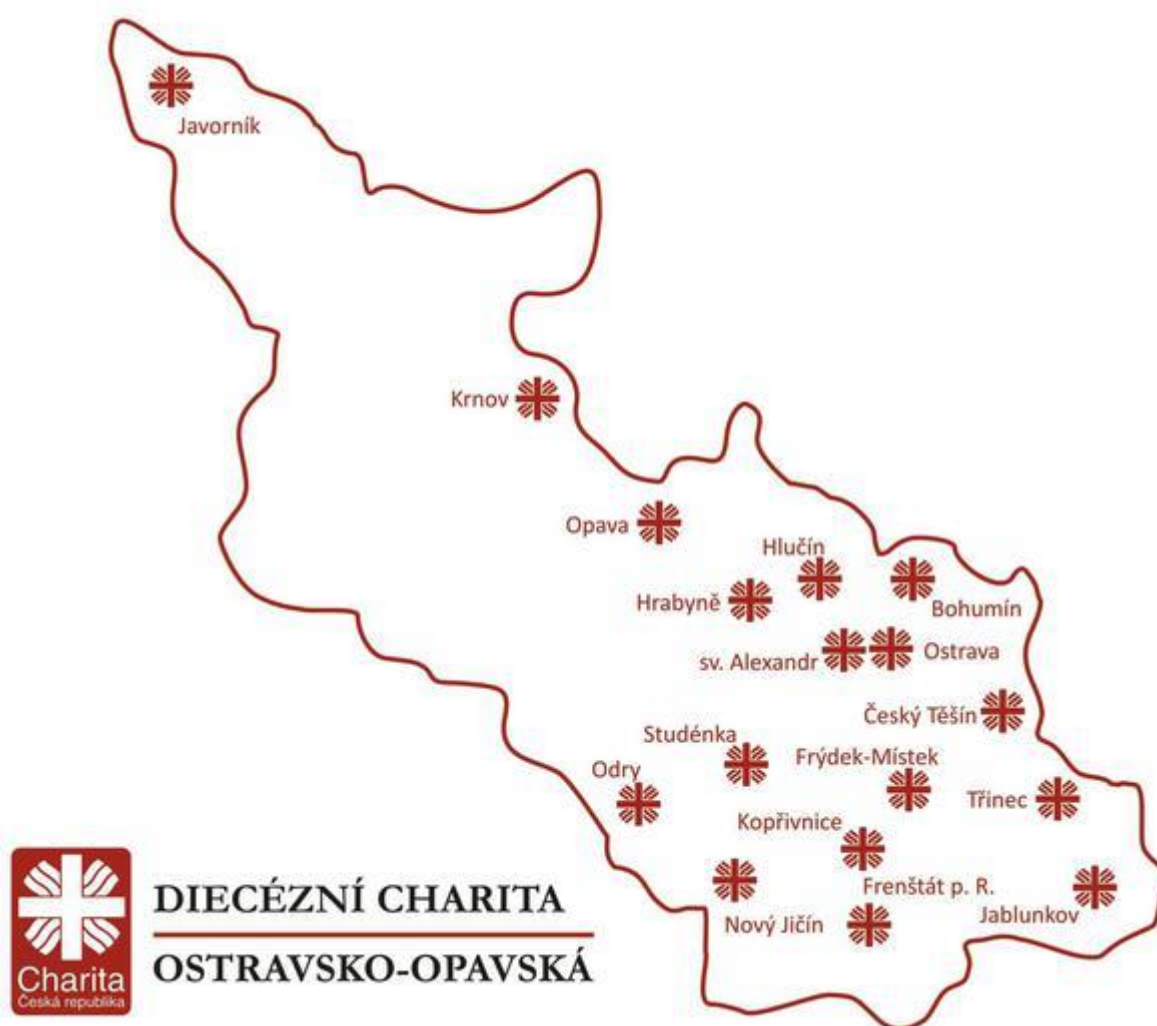 Javorník
Krnov
Opava
Hlučín
Hrabyně
Bohumín
sv. Alexandr
Ostrava
Český Těšín
Studénka
Frýdek-Místek
Odry
Třinec
Kopřivnice
Frenštát p. R.
Nový Jičín
Jablunkov
DIECÉZNÍ CHARITA
OSTRAVSKO-OPAVSKÁ
Charita
Česká republika